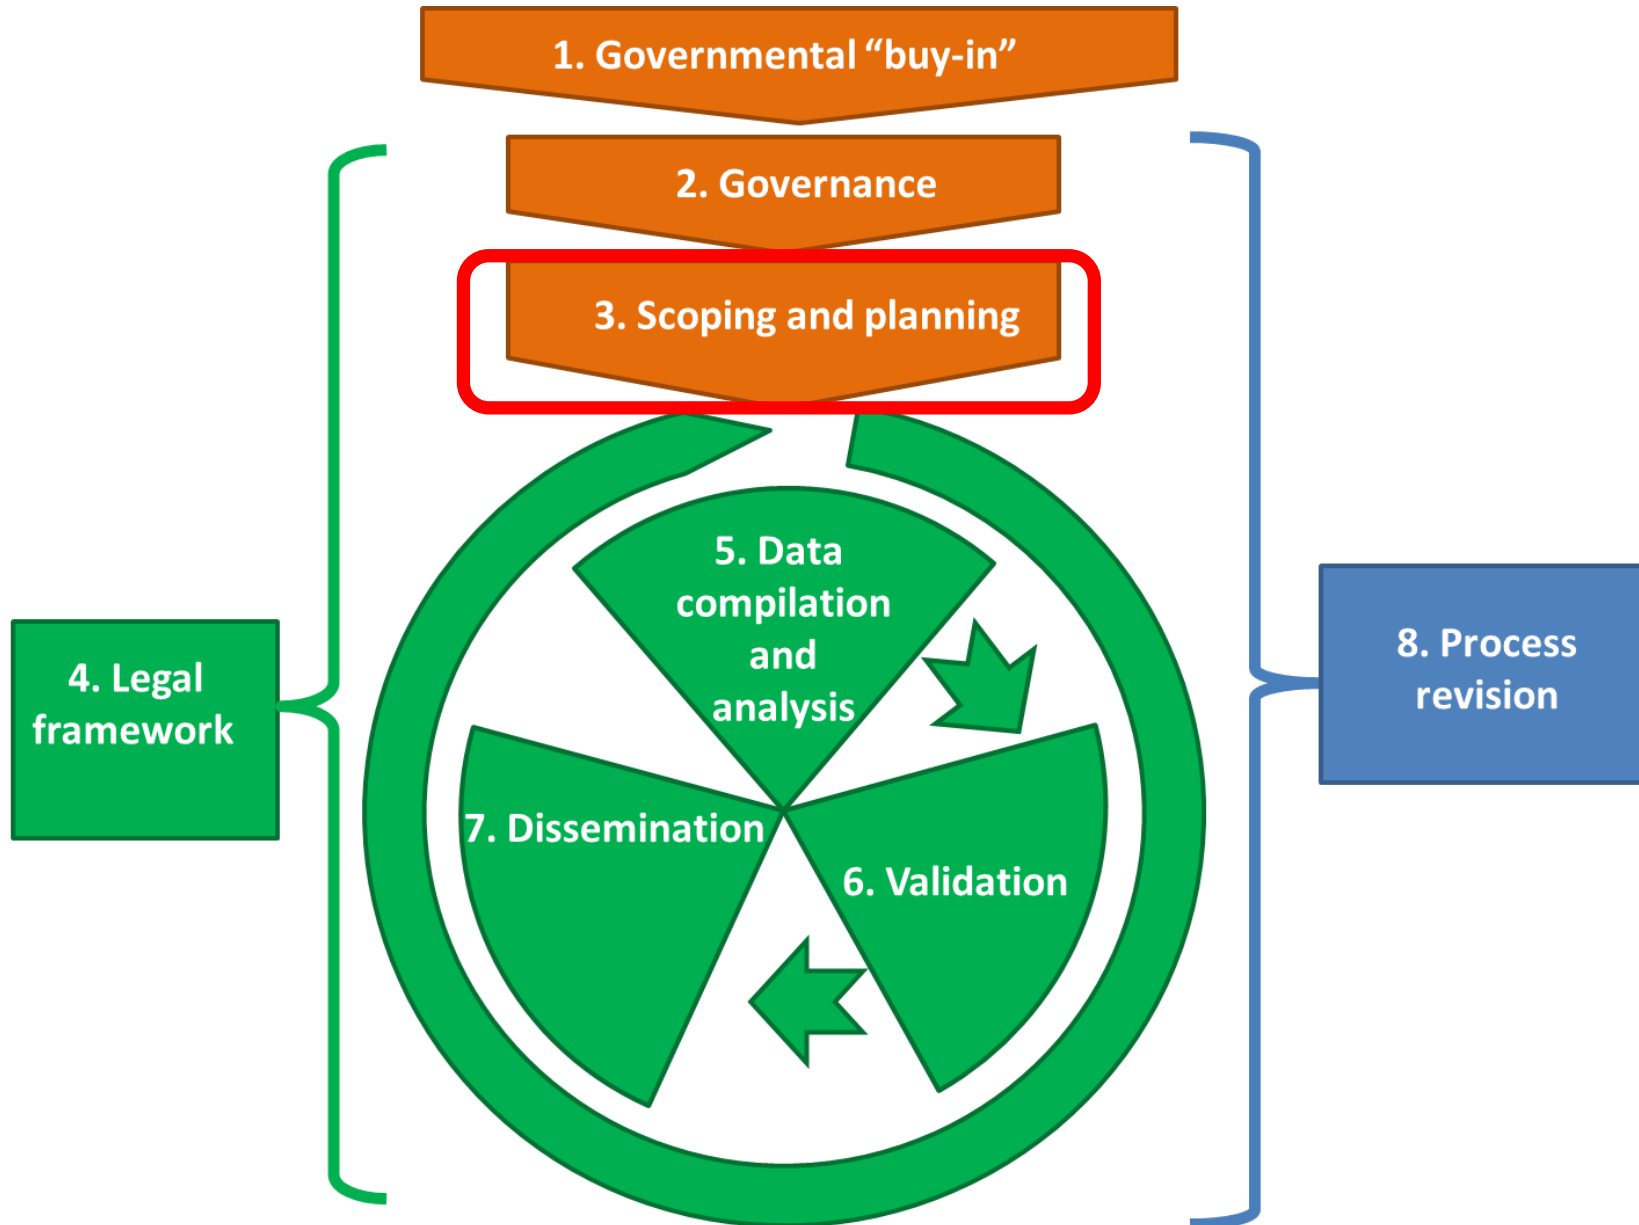 1. Governmental “buy-in”
2. Governance
3. Scoping and planning
4. Legal
framework
5. Data
compilation
and
analysis
6. Validation
7. Dissemination
8. Process
revision